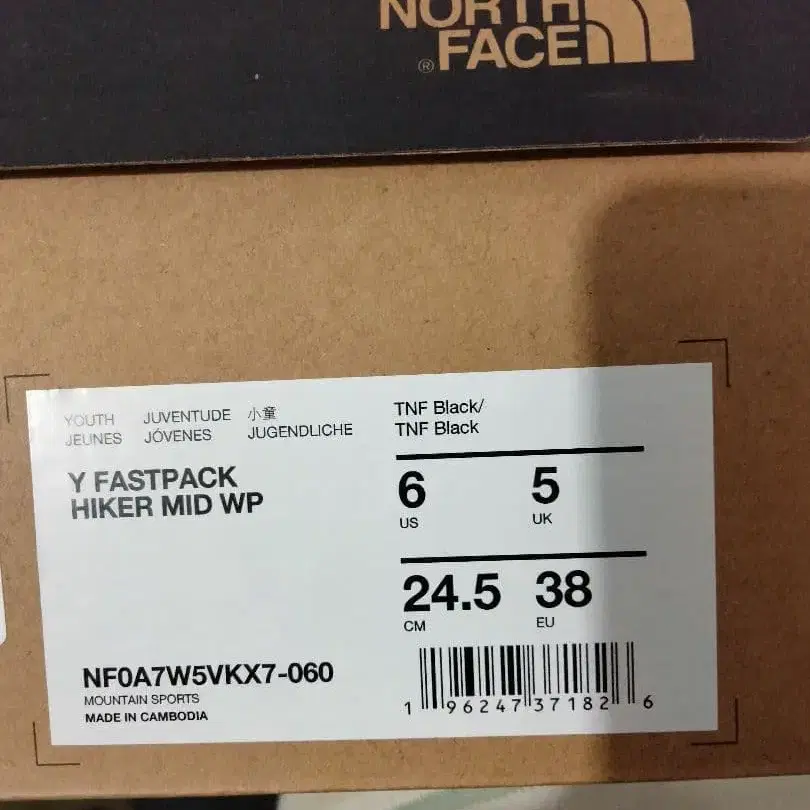 NORTH
® FACE
YOUTH JUVENTUDE 小童
JEUNES JÓVENES JUGENDLICHE
Y FASTPACK
HIKER MID WP
TNF Black/
TNF Black
6 5
US UK
24.5 38
CM EU
NF0A7W5VKX7-060
MOUNTAIN SPORTS
MADE IN CAMBODIA
1 96247 37182 6